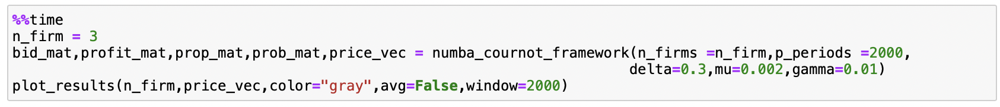 %%time
n_firm = 3
bid_mat,profit_mat,prop_mat,prob_mat,price_vec = numba_cournot_framework(n_firms =n_firm,p_periods =2000,
delta=0.3,mu=0.002,gamma=0.01)
plot_results(n_firm,price_vec,color="gray",avg=False,window=2000)